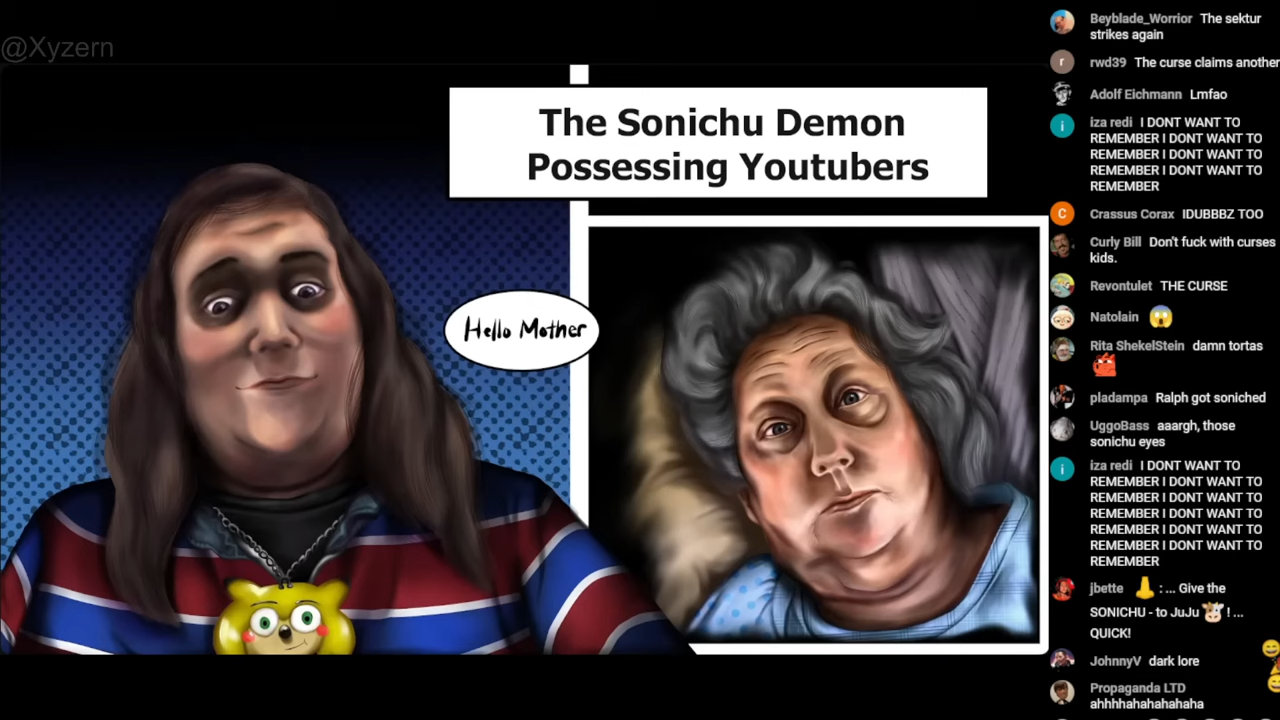 @Xyzern
The Sonichu Demon
Possessing Youtubers
Hello Mother
Beyblade_Worrior The sektur
strikes again
r
rwd39 The curse claims another
Adolf Eichmann Lmfao
i
iza redi I DONT WANT TO
REMEMBER I DONT WANT TO
REMEMBER I DONT WANT TO
REMEMBER I DONT WANT TO
REMEMBER
C
Crassus Corax IDUBBBZ TOO
Curly Bill Don't fuck with curses
kids.
Revontulet THE CURSE
Natolain 😱
Rita ShekelStein damn tortas
pladampa Ralph got soniched
UggoBass aaargh, those
sonichu eyes
i
iza redi I DONT WANT TO
REMEMBER I DONT WANT TO
REMEMBER I DONT WANT TO
REMEMBER I DONT WANT TO
REMEMBER I DONT WANT TO
REMEMBER I DONT WANT TO
REMEMBER
jbette 👃 : ... Give the
SONICHU - to JuJu 🐮 ! ...
QUICK!
JohnnyV dark lore
Propaganda LTD
ahhhhahahahaha